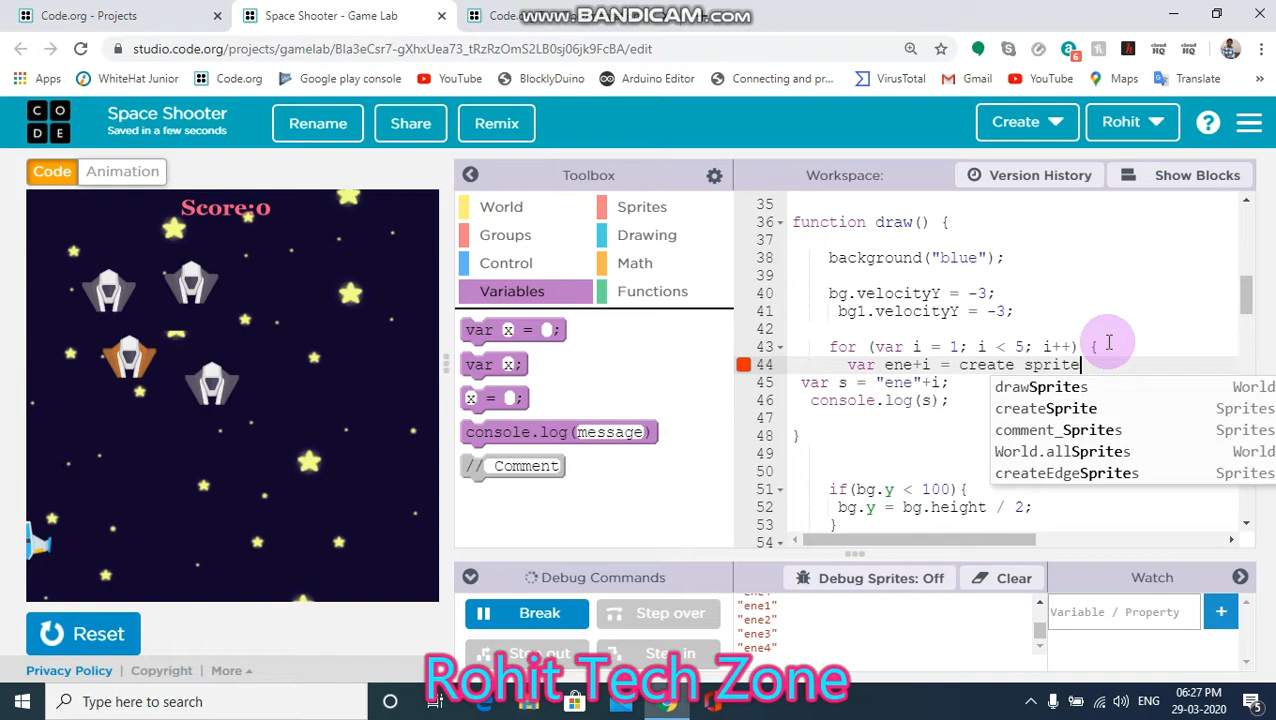 Code.org - Projects
Space Shooter - Game Lab
Code.
www.BANDICAM.com
studio.code.org/projects/gamelab/BIa3eCsr7-gXhxUea73_tRzRzOmS2LB0sj06jk9FcBA/edit
Apps
WhiteHat Junior
Code.org
Google play console
YouTube
BlocklyDuino
Arduino Editor
Connecting and pr...
VirusTotal
Gmail
YouTube
Maps
Translate
CODE
Space Shooter
Saved in a few seconds
Rename
Share
Remix
Create
Rohit
Code
Animation
Toolbox
Workspace:
Version History
Show Blocks
Score:0
World
Sprites
Groups
Drawing
Control
Math
Variables
Functions
var x = ;
var x;
x = ;
console.log(message)
// Comment
35
36 function draw() {
37
38 background("blue");
39
40 bg.velocityY = -3;
41 bg1.velocityY = -3;
42
43 for (var i = 1; i < 5; i++) {
44 var ene+i = create sprite
45 var s = "ene"+i;
46 console.log(s);
47
48 }
50
51 if(bg.y < 100){
52 bg.y = bg.height / 2;
53 }
54
drawSprites World
createSprite Sprites
comment_Sprites Sprites
World.allSprites World
createEdgeSprites Sprites
Debug Commands
Debug Sprites: Off
Clear
Watch
Break
Step over
Step out
Step in
"ene1"
"ene2"
"ene3"
"ene4"
Variable / Property
Reset
Privacy Policy
Copyright
More
Rohit Tech Zone
Type here to search
ENG
06:27 PM
29-03-2020
5